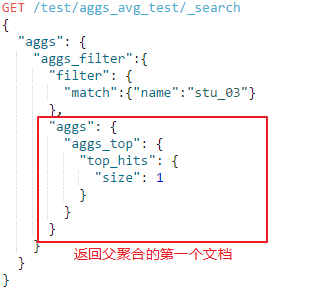 GET /test/aggs_avg_test/_search
{
  "aggs": {
    "aggs_filter":{
      "filter": {
        "match":{"name":"stu_03"}
      },
      "aggs": {
        "aggs_top": {
          "top_hits": {
            "size": 1
          }
        }
      }
返回父聚合的第一个文档
    }
  }
}